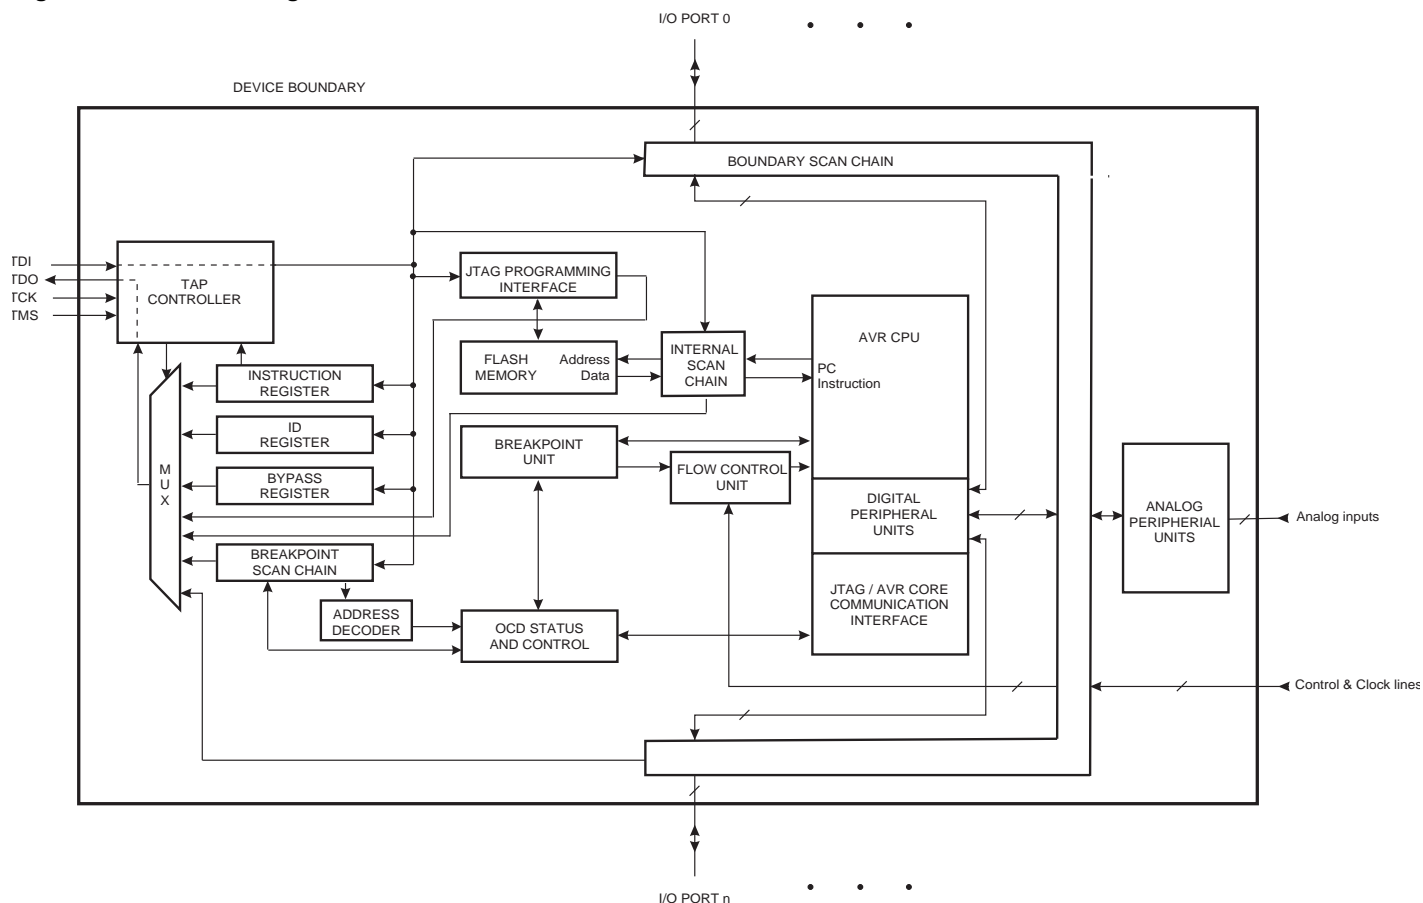 I/O PORT 0
DEVICE BOUNDARY
BOUNDARY SCAN CHAIN
TDI
TDO
TCK
TMS
TAP
CONTROLLER
JTAG PROGRAMMING
INTERFACE
AVR CPU
FLASH
MEMORY
Address
Data
INTERNAL
SCAN
CHAIN
PC
Instruction
INSTRUCTION
REGISTER
ID
REGISTER
BREAKPOINT
UNIT
FLOW CONTROL
UNIT
M
U
X
BYPASS
REGISTER
DIGITAL
PERIPHERAL
UNITS
ANALOG
PERIPHERIAL
UNITS
Analog inputs
BREAKPOINT
SCAN CHAIN
JTAG / AVR CORE
COMMUNICATION
INTERFACE
ADDRESS
DECODER
OCD STATUS
AND CONTROL
Control & Clock lines
I/O PORT n